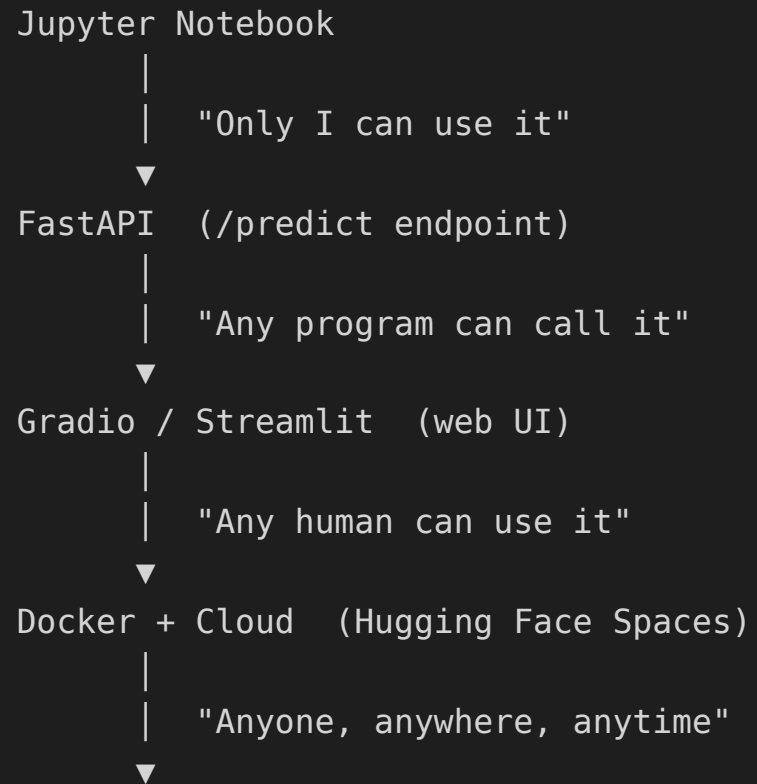 Jupyter Notebook
│
│ "Only I can use it"
▼
FastAPI (/predict endpoint)
│
│ "Any program can call it"
▼
Gradio / Streamlit (web UI)
│
│ "Any human can use it"
▼
Docker + Cloud (Hugging Face Spaces)
│
│ "Anyone, anywhere, anytime"
▼